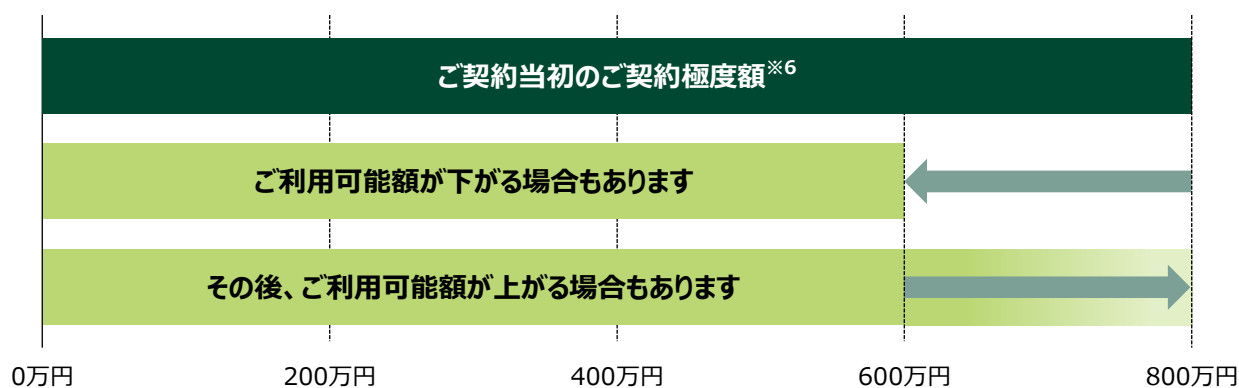 ご契約当初のご契約極度額※6
ご利用可能額が下がる場合もあります
その後、ご利用可能額が上がる場合もあります
0万円 200万円 400万円 600万円 800万円